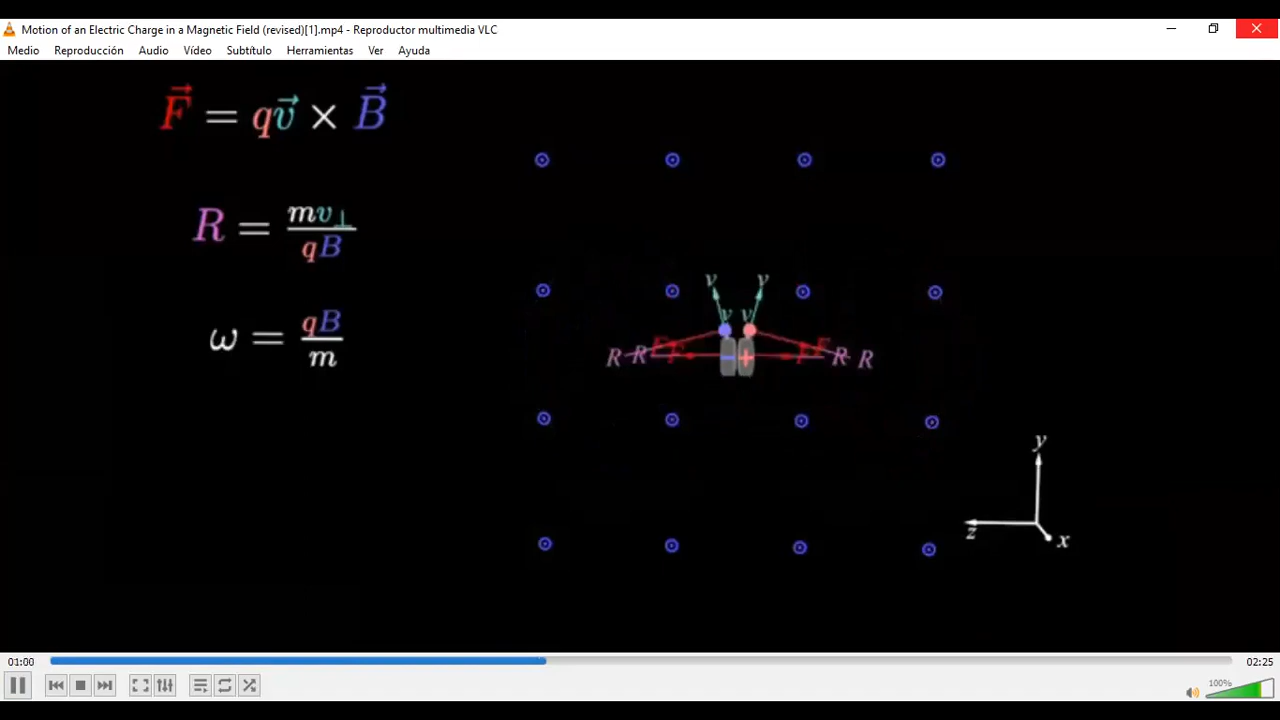 Motion of an Electric Charge in a Magnetic Field (revised)[1].mp4 - Reproductor multimedia VLC
Medio Reproducción Audio Vídeo Subtítulo Herramientas Ver Ayuda
F⃗ = qv⃗ × B⃗
R = mv⊥ / qB
ω = qB / m
v v
v v
R R F F F F R R
− +
y
z x
01:00 02:25
100%